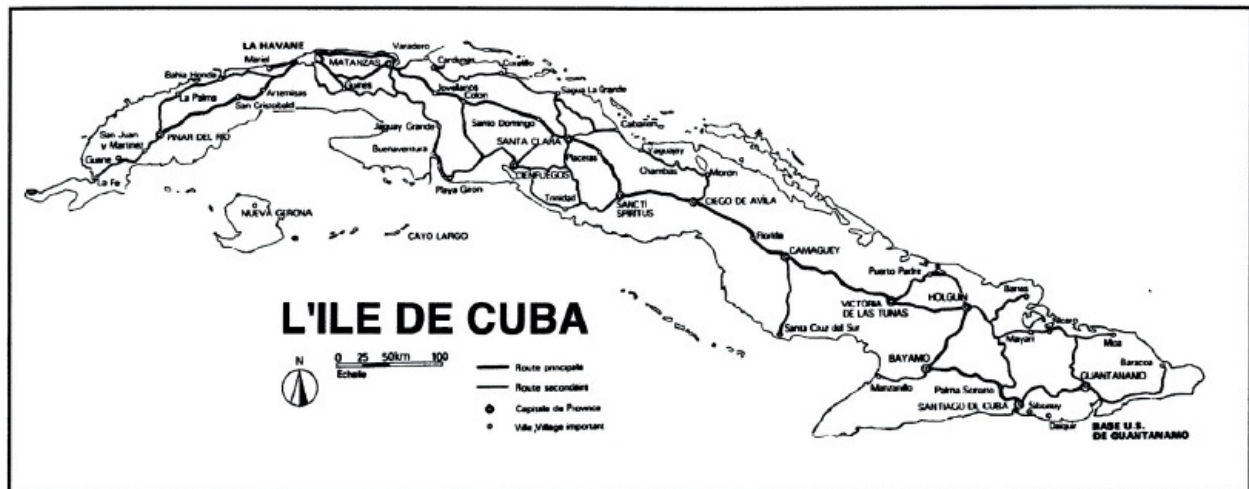 LA HAVANE
Varadero
Mariel
MATANZAS
Cardenas
Corralillo
Bahia Honda
Guines
Jovellanos
Sagua La Grande
La Palma
Artemisas
Colon
San Cristobald
Santo Domingo
Caibarien
San Juan
y Martinez
PINAR DEL RIO
Jaguay Grande
SANTA CLARA
Yaguajay
Guane
Buenaventura
Placetas
Chambas
Moron
La Fe
CIENFUEGOS
Playa Giron
Trinidad
SANCTI
SPIRITUS
CIEGO DE AVILA
NUEVA GERONA
CAYO LARGO
Florida
CAMAGUEY
Puerto Padre
Banes
VICTORIA
DE LAS TUNAS
HOLGUIN
L'ILE DE CUBA
Santa Cruz del Sur
Nicaro
Mayari
Moa
N
0 25 50km 100
Echelle
Route principale
Route secondaire
Capitale de Province
Ville, Village important
BAYAMO
Baracoa
Manzanillo
Palma Soriano
GUANTANAMO
SANTIAGO DE CUBA
Siboney
Daiquiri
BASE U.S.
DE GUANTANAMO